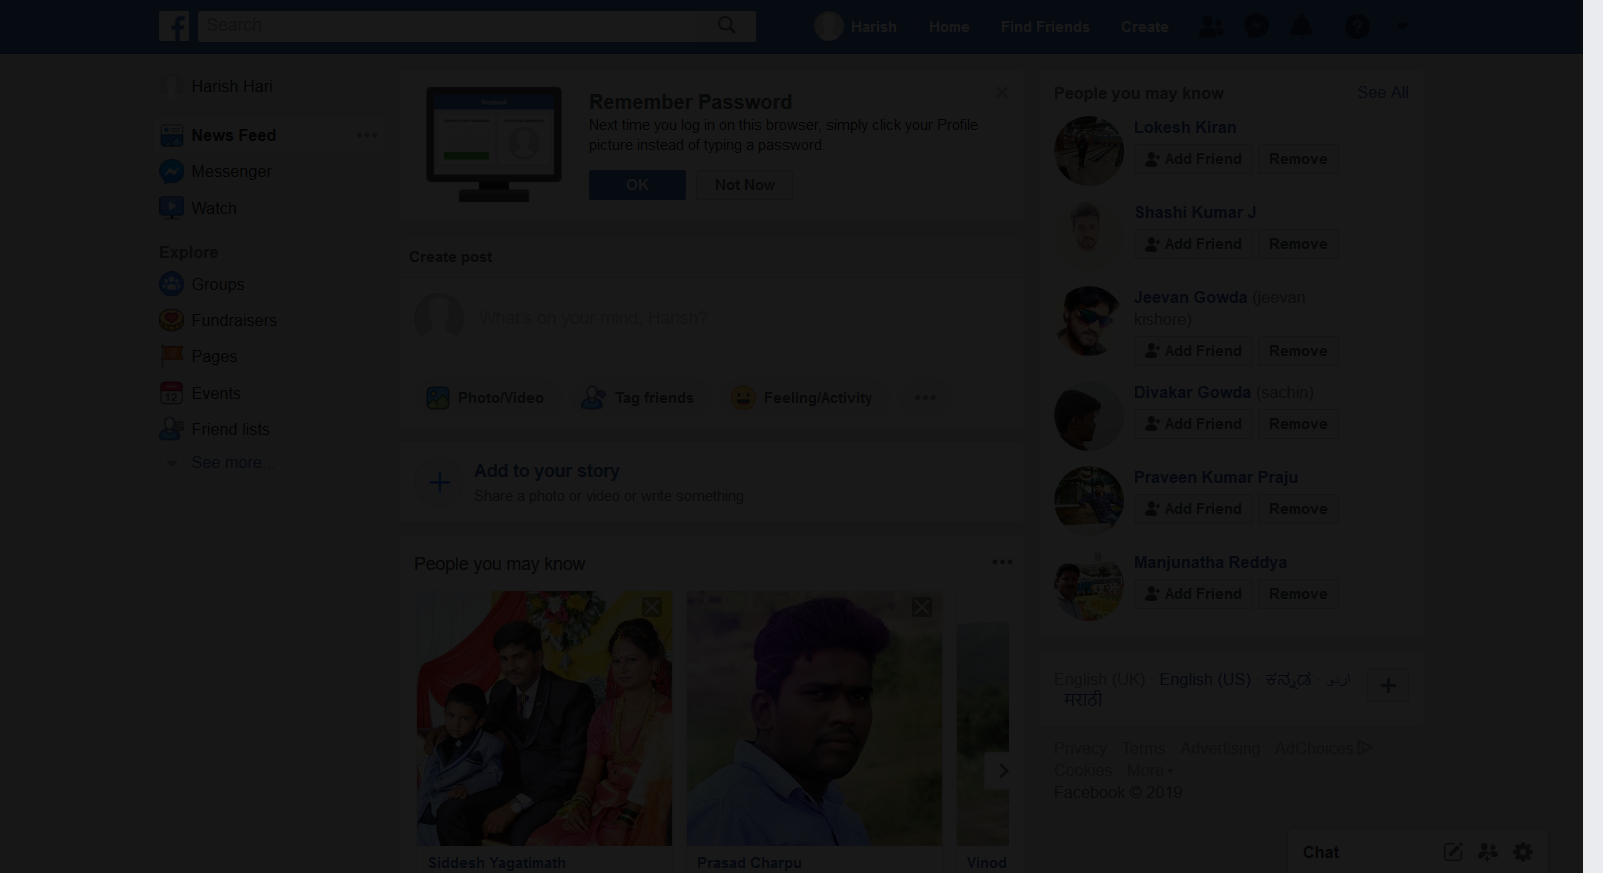 Search
Harish
Home
Find Friends
Create
Harish Hari
News Feed
Messenger
Watch
Explore
Groups
Fundraisers
Pages
Events
12
Friend lists
See more...
Remember Password
Next time you log in on this browser, simply click your Profile
picture instead of typing a password.
OK
Not Now
Create post
What's on your mind, Harish?
Photo/Video
Tag friends
Feeling/Activity
Add to your story
Share a photo or video or write something
People you may know
Siddesh Yagatimath
Prasad Charpu
Vinod
People you may know
See All
Lokesh Kiran
Add Friend
Remove
Shashi Kumar J
Add Friend
Remove
Jeevan Gowda (jeevan
kishore)
Add Friend
Remove
Divakar Gowda (sachin)
Add Friend
Remove
Praveen Kumar Praju
Add Friend
Remove
Manjunatha Reddya
Add Friend
Remove
English (UK) · English (US) · ಕನ್ನಡ · اردو ·
मराठी
Privacy · Terms · Advertising · AdChoices ·
Cookies · More
Facebook © 2019
Chat